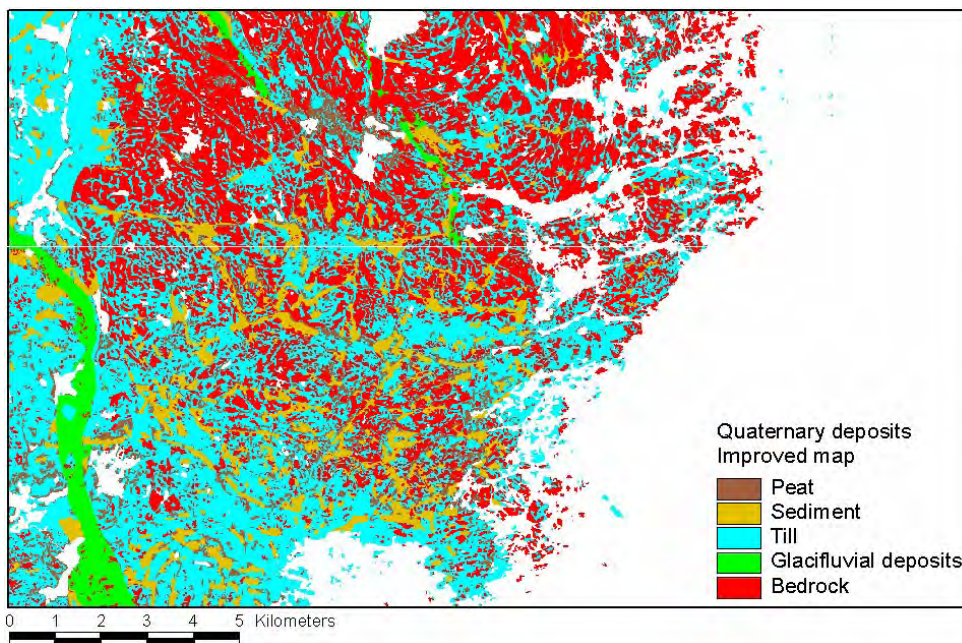 Quaternary deposits
Improved map
Peat
Sediment
Till
Glacifluvial deposits
Bedrock
0 1 2 3 4 5 Kilometers